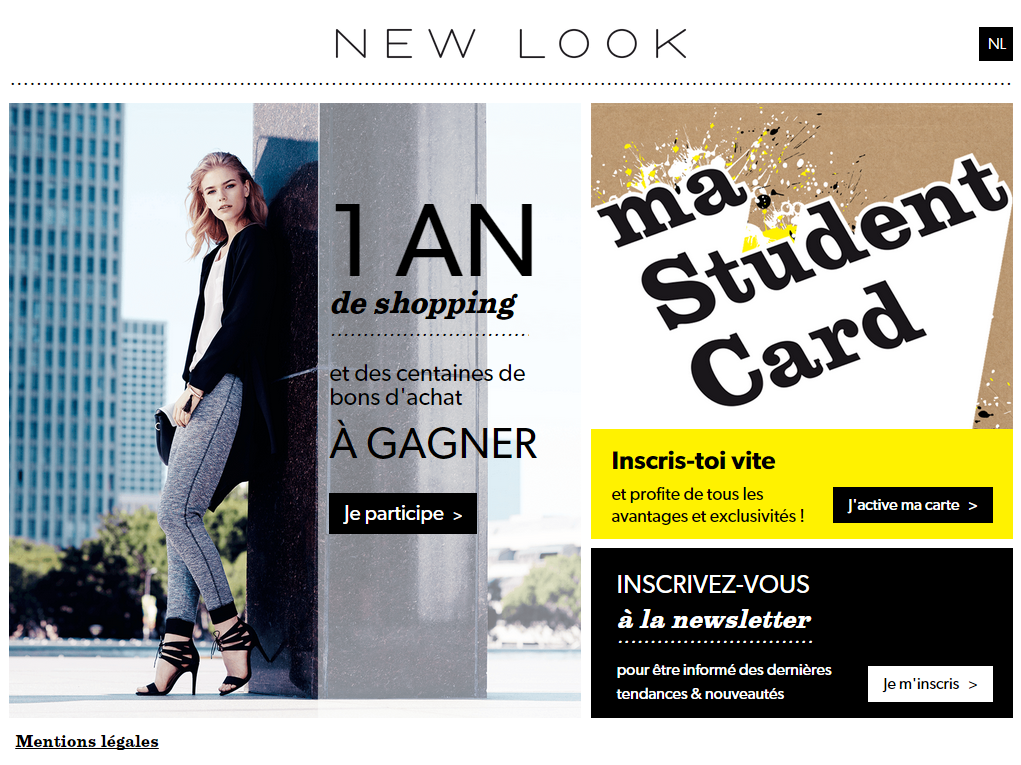 NEW LOOK
NL
1 AN
de shopping
et des centaines de
bons d'achat
À GAGNER
Je participe >
ma
Student
Card
Inscris-toi vite
et profite de tous les
avantages et exclusivités !
J'active ma carte >
INSCRIVEZ-VOUS
à la newsletter
pour être informé des dernières
tendances & nouveautés
Je m'inscris >
Mentions légales